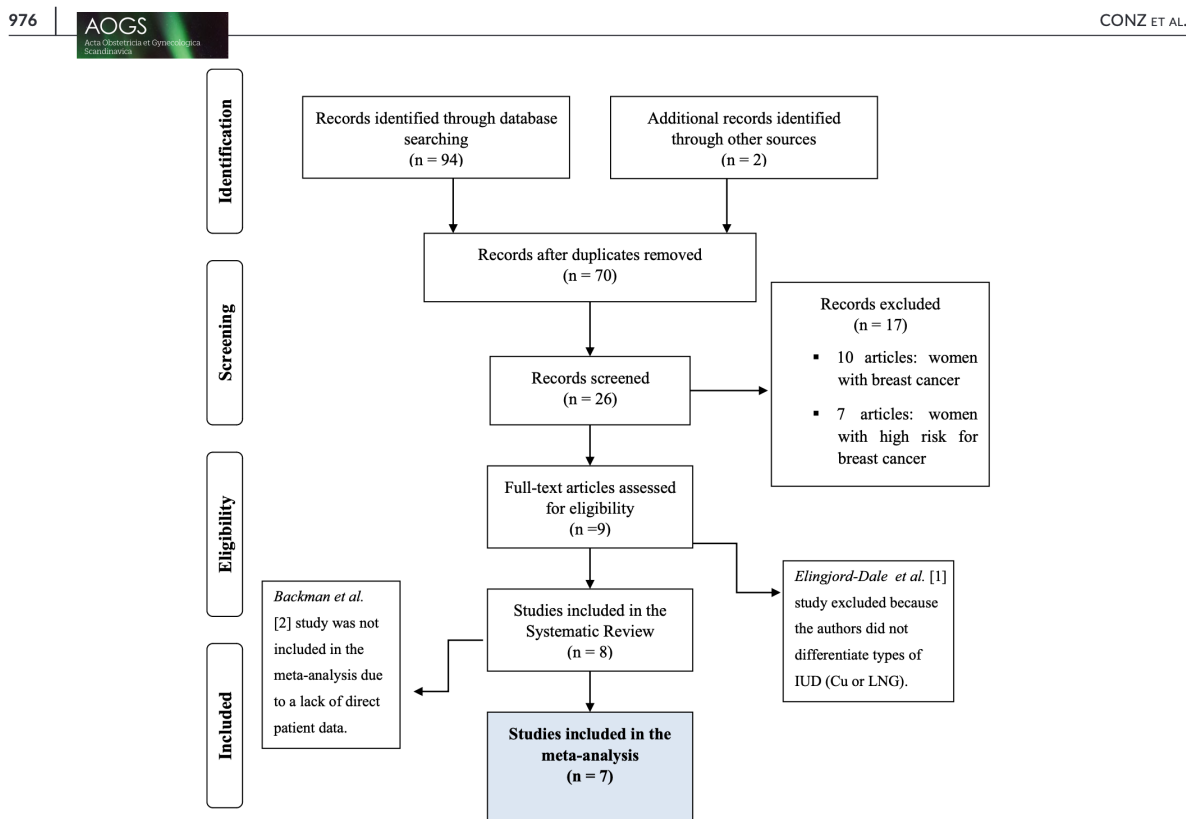 976
AOGS
Acta Obstetricia et Gynecologica
Scandinavica
CONZ ET AL.
Identification
Records identified through database
searching
(n = 94)
Additional records identified
through other sources
(n = 2)
Records after duplicates removed
(n = 70)
Screening
Records excluded
(n = 17)
▪ 10 articles: women
with breast cancer
▪ 7 articles: women
with high risk for
breast cancer
Records screened
(n = 26)
Eligibility
Full-text articles assessed
for eligibility
(n =9)
Elingjord-Dale et al. [1]
study excluded because
the authors did not
differentiate types of
IUD (Cu or LNG).
Backman et al.
[2] study was not
included in the
meta-analysis due
to a lack of direct
patient data.
Studies included in the
Systematic Review
(n = 8)
Included
Studies included in the
meta-analysis
(n = 7)